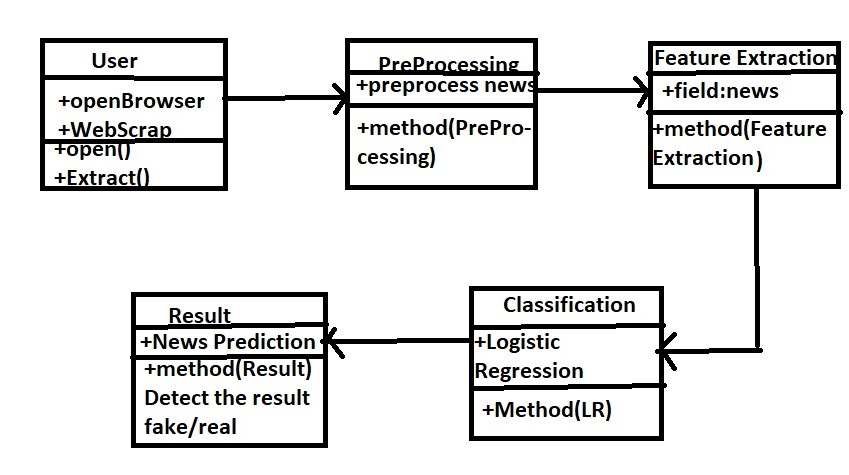 User
+openBrowser
+WebScrap
+open()
+Extract()
PreProcessing
+preprocess news
+method(PrePro-
cessing)
Feature Extraction
+field:news
+method(Feature
Extraction)
Classification
+Logistic
Regression
+Method(LR)
Result
+News Prediction
+method(Result)
Detect the result
fake/real